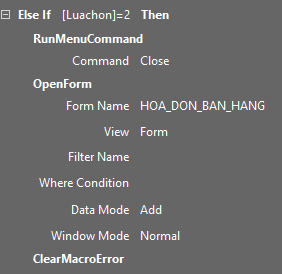 Else If [Luachon]=2 Then
RunMenuCommand
Command Close
OpenForm
Form Name HOA_DON_BAN_HANG
View Form
Filter Name
Where Condition
Data Mode Add
Window Mode Normal
ClearMacroError